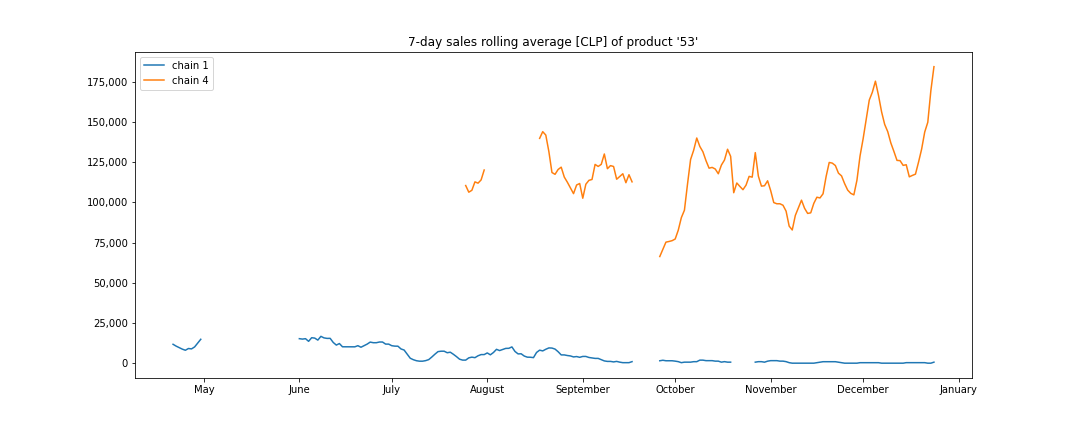 7-day sales rolling average [CLP] of product '53'
chain 1
chain 4
175,000
150,000
125,000
100,000
75,000
50,000
25,000
0
May June July August September October November December January